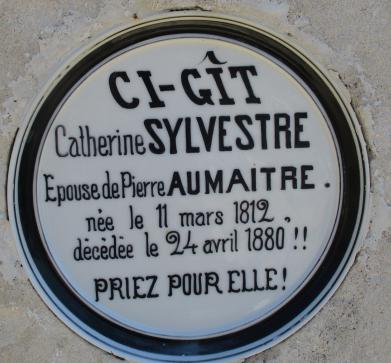 CI-GÎT
Catherine SYLVESTRE
Epouse de Pierre AUMAITRE.
née le 11 mars 1812,
décédée le 24 avril 1880 !!
PRIEZ POUR ELLE!